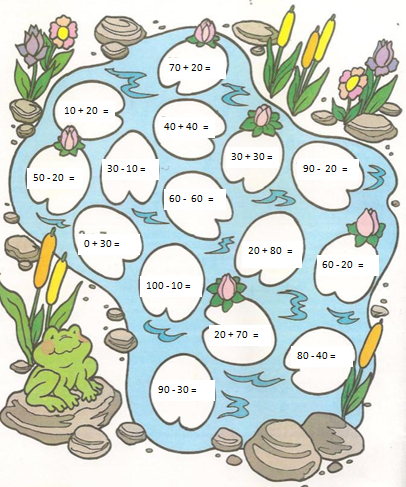 70 + 20 =
10 + 20 =
40 + 40 =
30 + 30 =
50 - 20 =
30 - 10 =
90 - 20 =
60 - 60 =
0 + 30 =
20 + 80 =
60 - 20 =
100 - 10 =
20 + 70 =
80 - 40 =
90 - 30 =